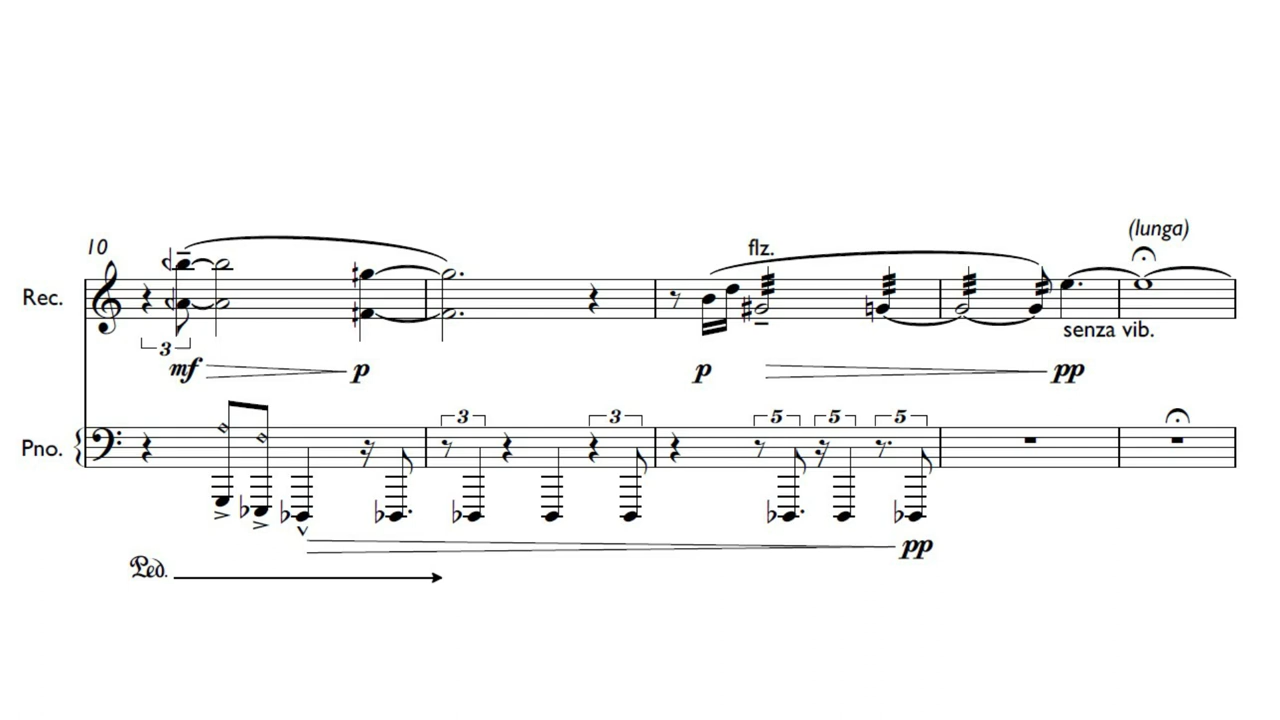 (lunga)
10
flz.
Rec.
senza vib.
3
mf
p
p
pp
3
3
5
5
5
Pno.
pp
Ped.